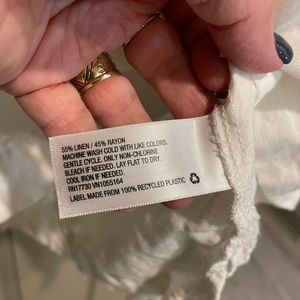 55% LINEN / 45% RAYON
MACHINE WASH COLD WITH LIKE COLORS.
GENTLE CYCLE. ONLY NON-CHLORINE
BLEACH IF NEEDED. LAY FLAT TO DRY.
COOL IRON IF NEEDED.
RN17730 VN1055164
LABEL MADE FROM 100% RECYCLED PLASTIC